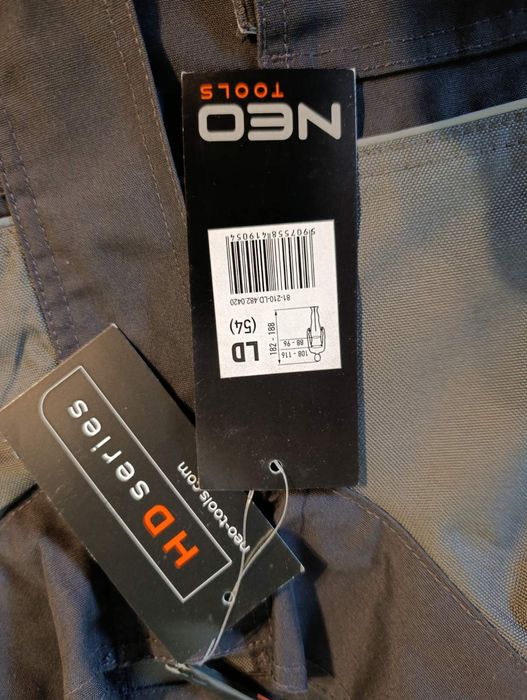 NEO
TOOLS
5907558419054
81-210-LD.482.0420
LD
(54)
182 - 188
88 - 96
108 - 116
HD series
neo-tools.com